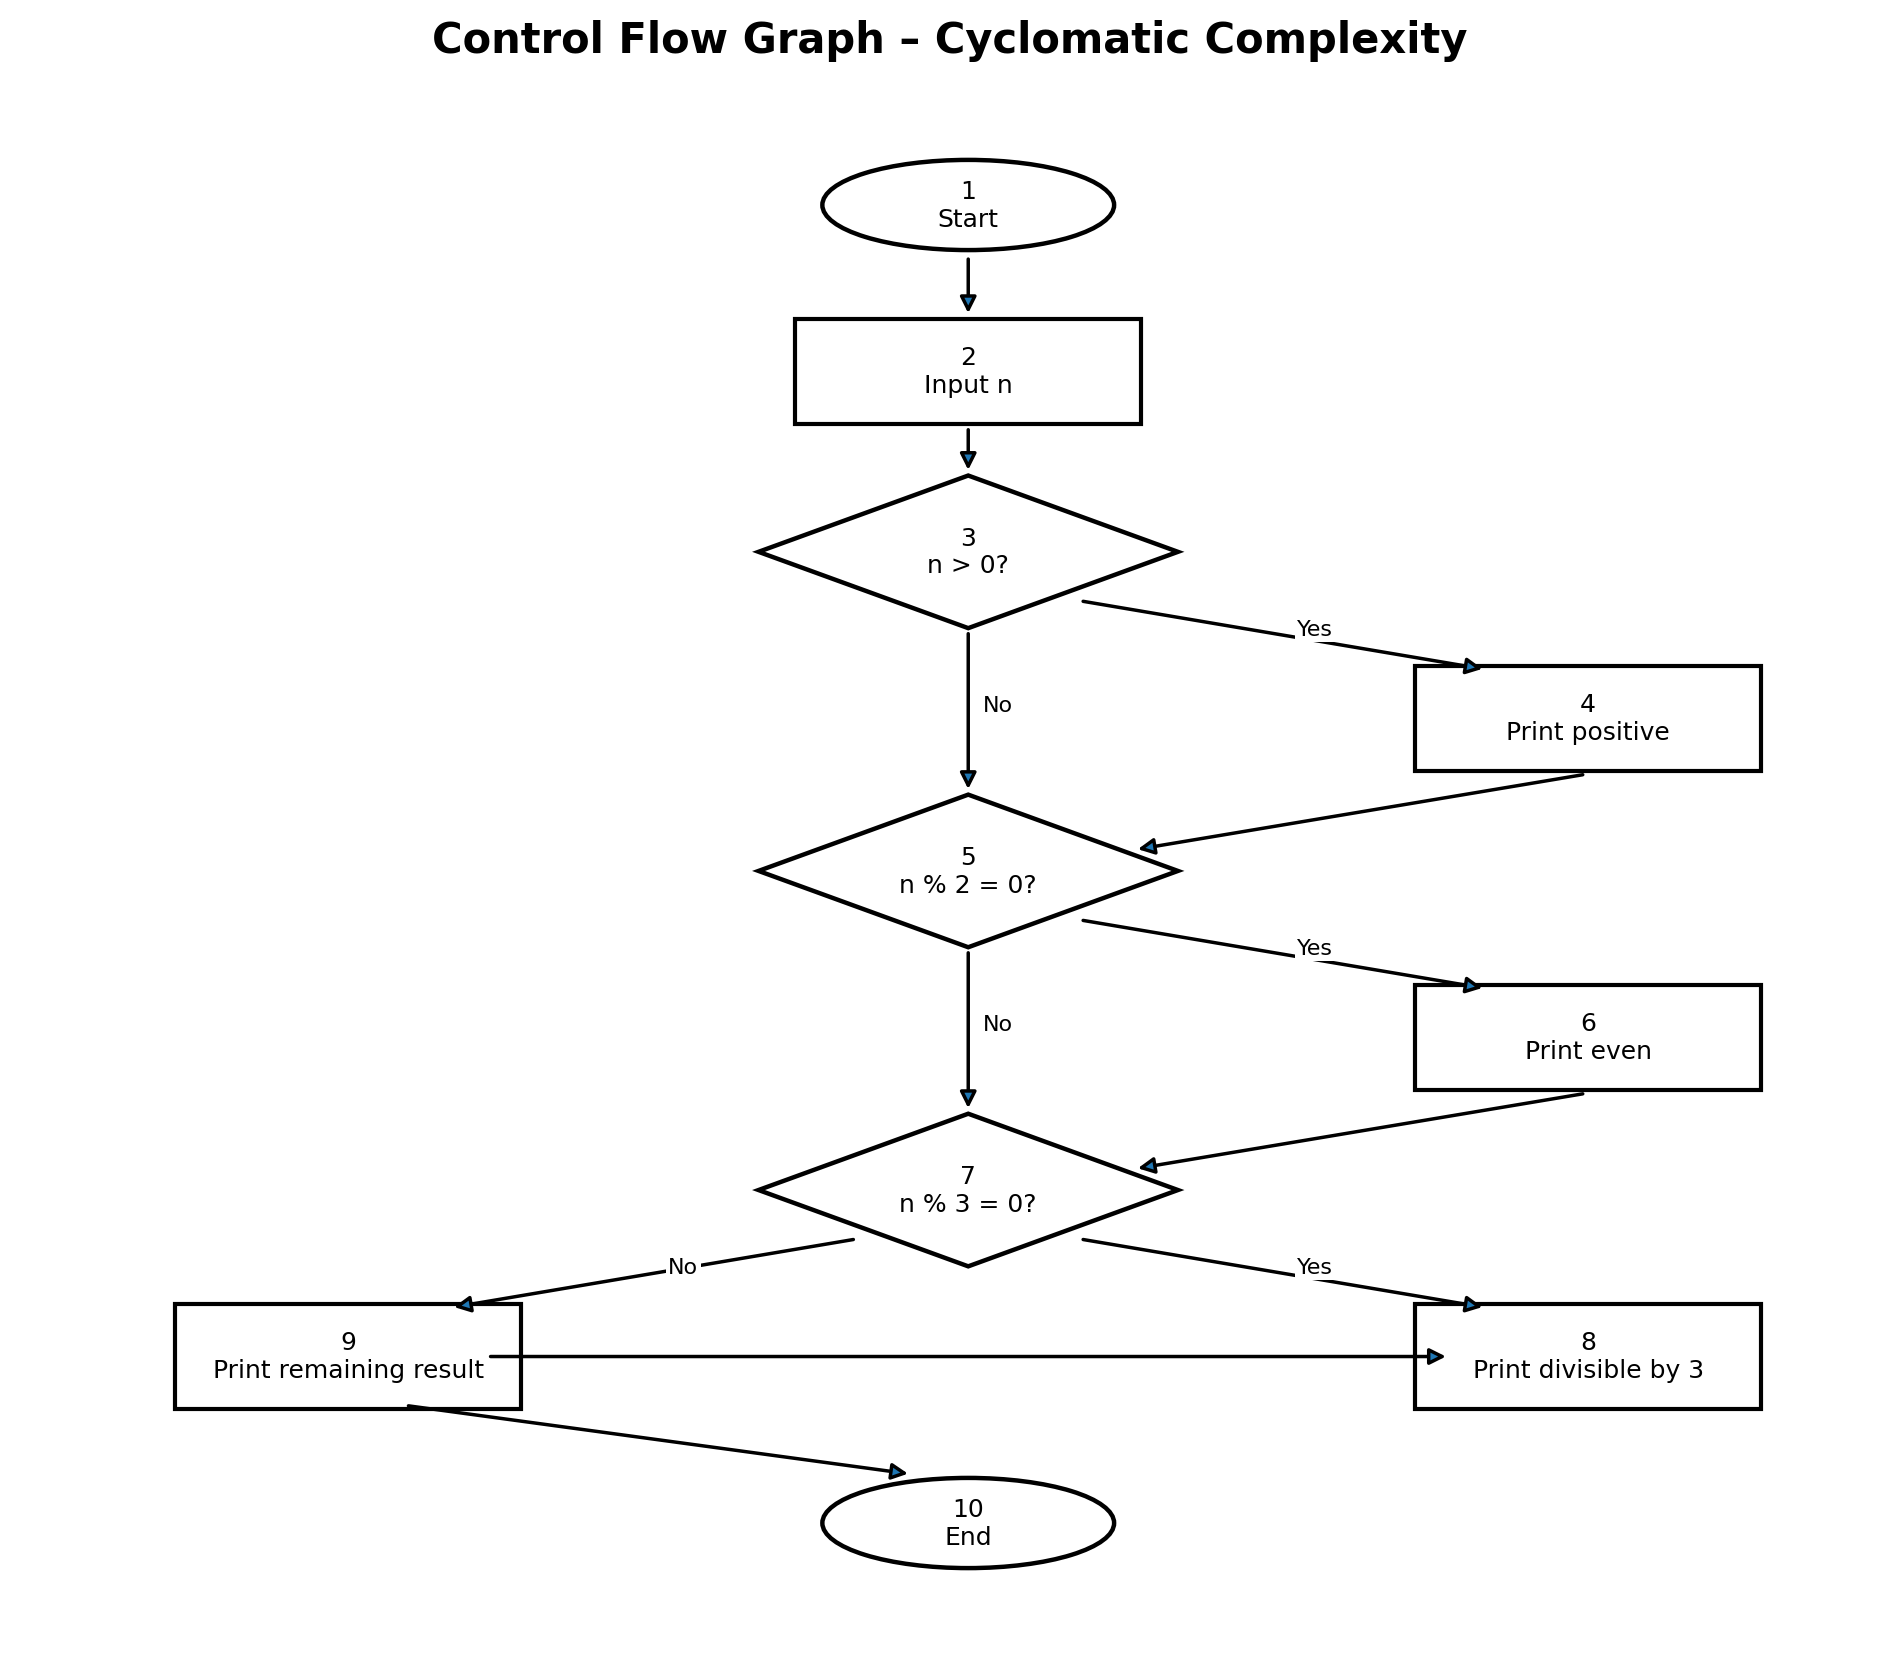 Control Flow Graph – Cyclomatic Complexity
1
Start
2
Input n
3
n > 0?
Yes
No
4
Print positive
5
n % 2 = 0?
Yes
No
6
Print even
7
n % 3 = 0?
No
Yes
9
Print remaining result
8
Print divisible by 3
10
End